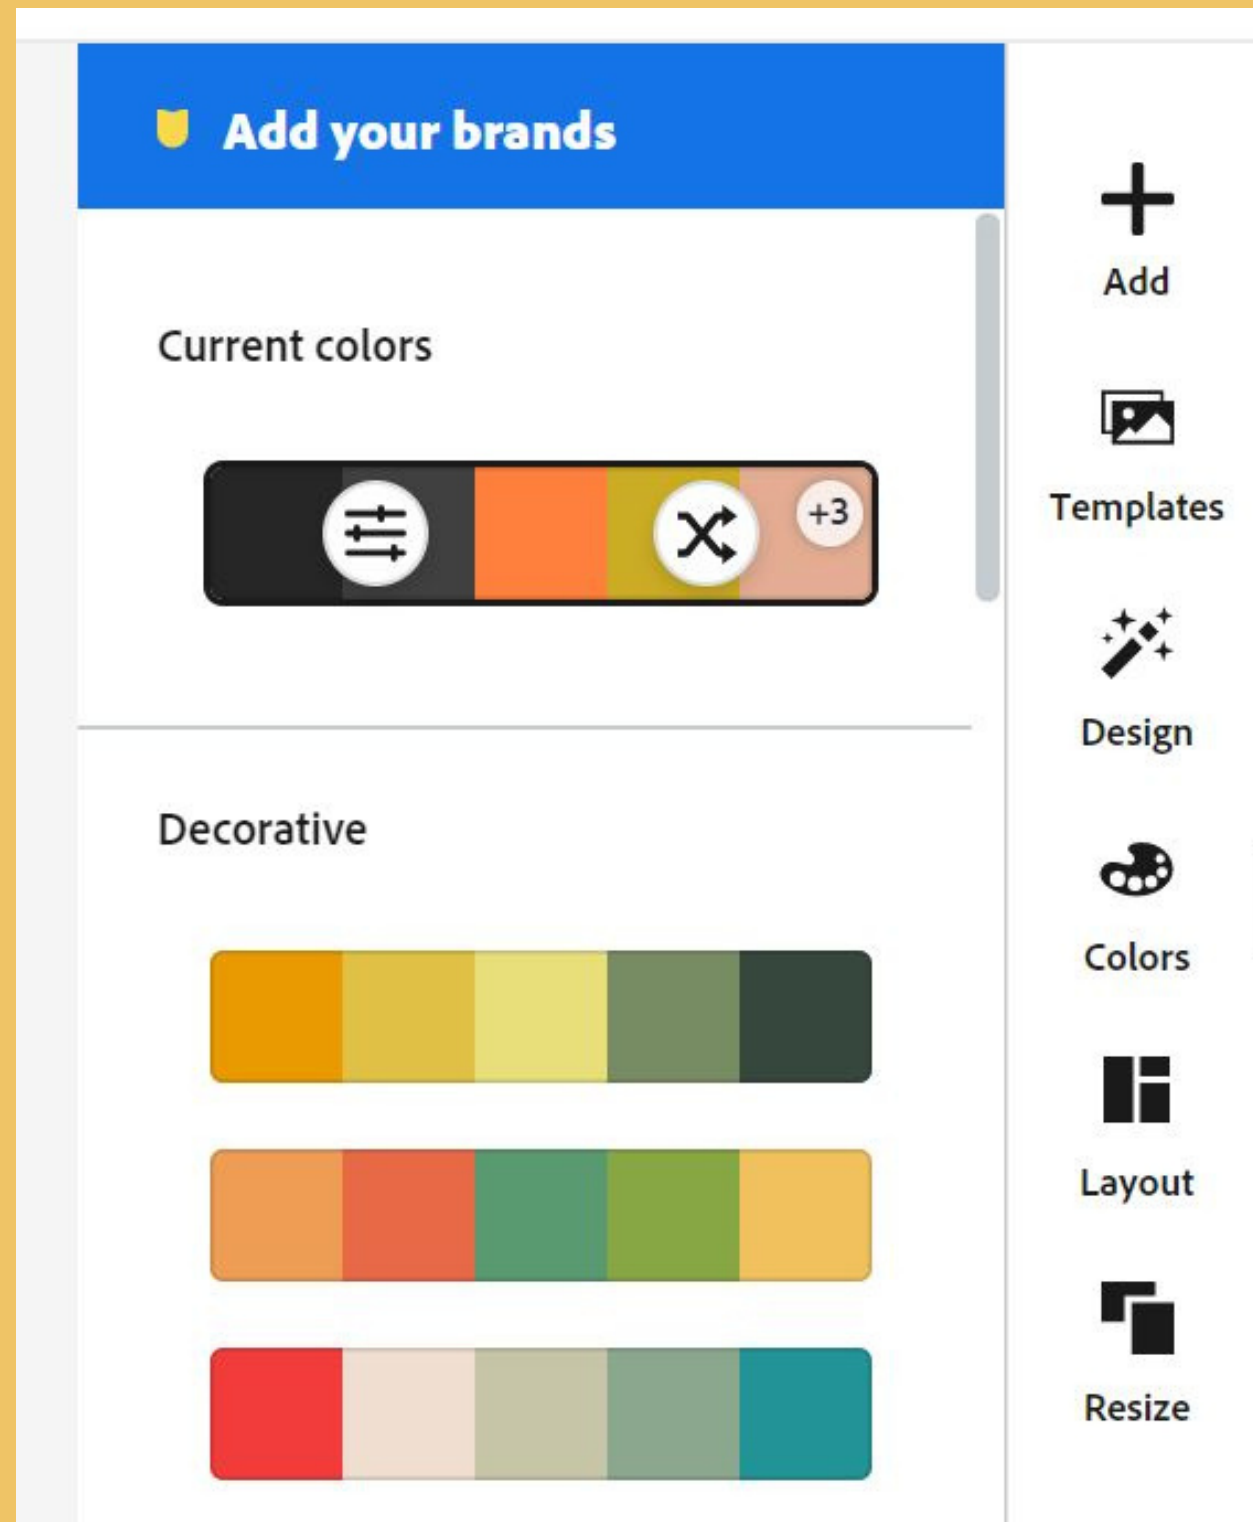 Add your brands
Current colors
+3
Decorative
Add
Templates
Design
Colors
Layout
Resize